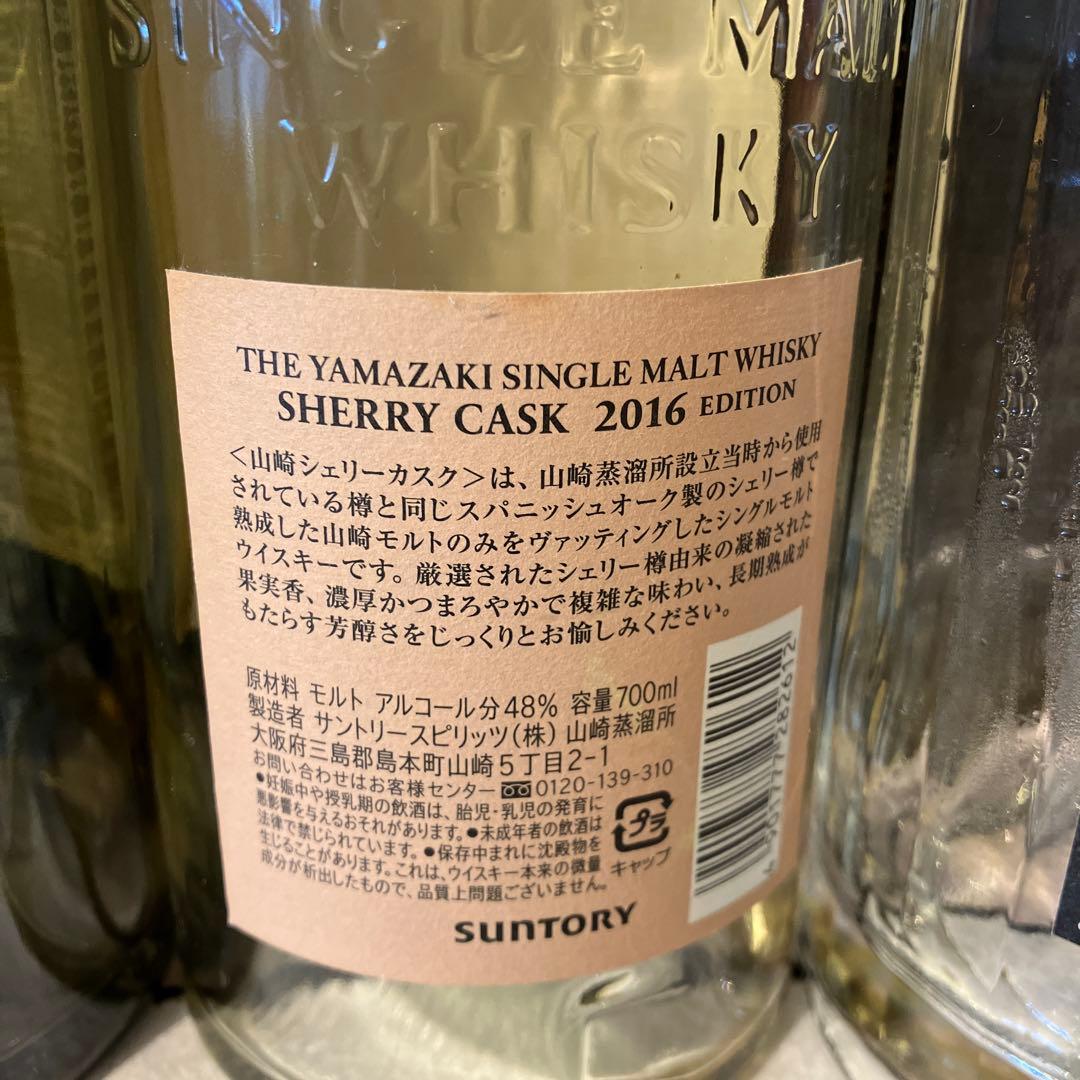 SINGLE MA
WHISKY
THE YAMAZAKI SINGLE MALT WHISKY
SHERRY CASK 2016 EDITION
＜山崎シェリーカスク＞は、山崎蒸溜所設立当時から使用
されている樽と同じスパニッシュオーク製のシェリー樽で
熟成した山崎モルトのみをヴァッティングしたシングルモルト
ウイスキーです。厳選されたシェリー樽由来の凝縮された
果実香、濃厚かつまろやかで複雑な味わい、長期熟成が
もたらす芳醇さをじっくりとお愉しみください。
原材料 モルト アルコール分48% 容量700ml
製造者 サントリースピリッツ(株) 山崎蒸溜所
大阪府三島郡島本町山崎5丁目2-1
お問い合わせはお客様センター 0120-139-310
●妊娠中や授乳期の飲酒は、胎児・乳児の発育に
悪影響を与えるおそれがあります。●未成年者の飲酒は
法律で禁じられています。●保存中まれに沈殿物を
生じることがあります。これは、ウイスキー本来の微量
成分が析出したもので、品質上問題ございません。
プラ
キャップ
SUNTORY